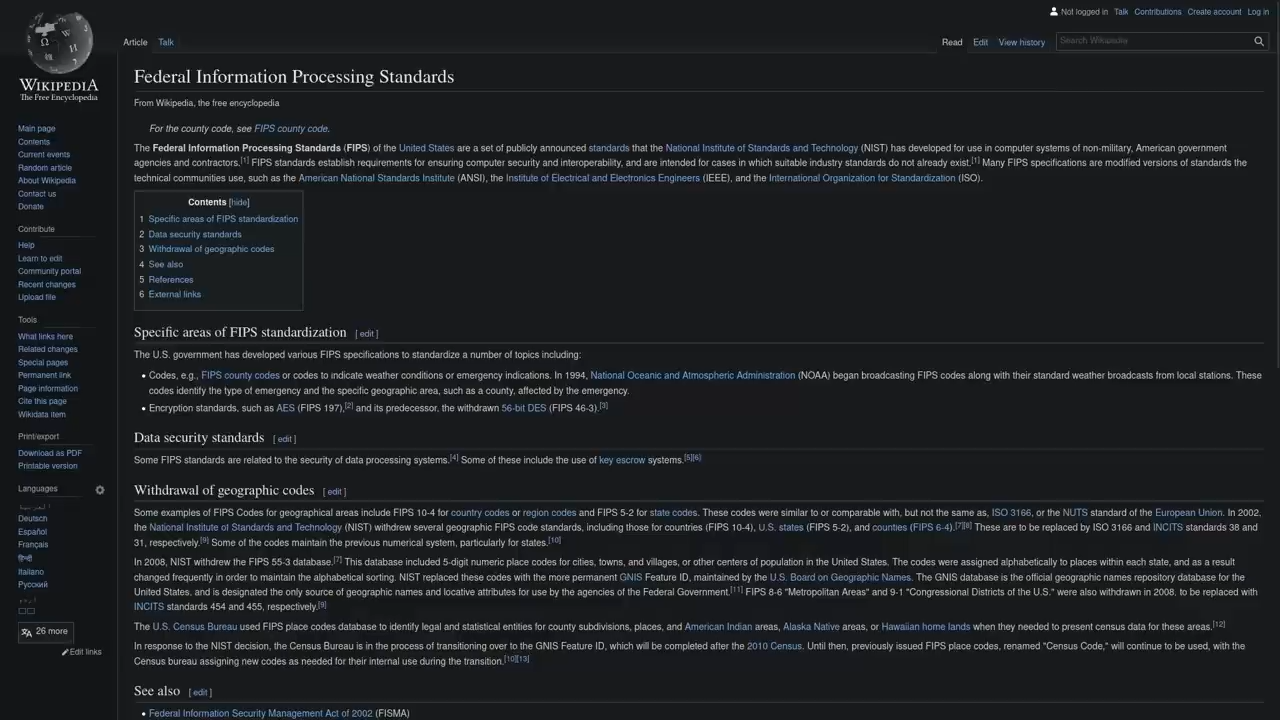 Not logged in Talk Contributions Create account Log in
Article Talk Read Edit View history Search Wikipedia
WIKIPEDIA
The Free Encyclopedia
Main page
Contents
Current events
Random article
About Wikipedia
Contact us
Donate
Contribute
Help
Learn to edit
Community portal
Recent changes
Upload file
Tools
What links here
Related changes
Special pages
Permanent link
Page information
Cite this page
Wikidata item
Print/export
Download as PDF
Printable version
Languages
العربية
Deutsch
Español
Français
हिन्दी
Italiano
Русский
اردو
26 more
Edit links
Federal Information Processing Standards
From Wikipedia, the free encyclopedia
For the county code, see FIPS county code.
The Federal Information Processing Standards (FIPS) of the United States are a set of publicly announced standards that the National Institute of Standards and Technology (NIST) has developed for use in computer systems of non-military, American government
agencies and contractors.[1] FIPS standards establish requirements for ensuring computer security and interoperability, and are intended for cases in which suitable industry standards do not already exist.[1] Many FIPS specifications are modified versions of standards the
technical communities use, such as the American National Standards Institute (ANSI), the Institute of Electrical and Electronics Engineers (IEEE), and the International Organization for Standardization (ISO).
Contents [hide]
1 Specific areas of FIPS standardization
2 Data security standards
3 Withdrawal of geographic codes
4 See also
5 References
6 External links
Specific areas of FIPS standardization [ edit ]
The U.S. government has developed various FIPS specifications to standardize a number of topics including:
• Codes, e.g., FIPS county codes or codes to indicate weather conditions or emergency indications. In 1994, National Oceanic and Atmospheric Administration (NOAA) began broadcasting FIPS codes along with their standard weather broadcasts from local stations. These
codes identify the type of emergency and the specific geographic area, such as a county, affected by the emergency.
• Encryption standards, such as AES (FIPS 197),[2] and its predecessor, the withdrawn 56-bit DES (FIPS 46-3).[3]
Data security standards [ edit ]
Some FIPS standards are related to the security of data processing systems.[4] Some of these include the use of key escrow systems.[5][6]
Withdrawal of geographic codes [ edit ]
Some examples of FIPS Codes for geographical areas include FIPS 10-4 for country codes or region codes and FIPS 5-2 for state codes. These codes were similar to or comparable with, but not the same as, ISO 3166, or the NUTS standard of the European Union. In 2002,
the National Institute of Standards and Technology (NIST) withdrew several geographic FIPS code standards, including those for countries (FIPS 10-4), U.S. states (FIPS 5-2), and counties (FIPS 6-4).[7][8] These are to be replaced by ISO 3166 and INCITS standards 38 and
31, respectively.[9] Some of the codes maintain the previous numerical system, particularly for states.[10]
In 2008, NIST withdrew the FIPS 55-3 database.[7] This database included 5-digit numeric place codes for cities, towns, and villages, or other centers of population in the United States. The codes were assigned alphabetically to places within each state, and as a result
changed frequently in order to maintain the alphabetical sorting. NIST replaced these codes with the more permanent GNIS Feature ID, maintained by the U.S. Board on Geographic Names. The GNIS database is the official geographic names repository database for the
United States, and is designated the only source of geographic names and locative attributes for use by the agencies of the Federal Government.[11] FIPS 8-6 "Metropolitan Areas" and 9-1 "Congressional Districts of the U.S." were also withdrawn in 2008, to be replaced with
INCITS standards 454 and 455, respectively.[9]
The U.S. Census Bureau used FIPS place codes database to identify legal and statistical entities for county subdivisions, places, and American Indian areas, Alaska Native areas, or Hawaiian home lands when they needed to present census data for these areas.[12]
In response to the NIST decision, the Census Bureau is in the process of transitioning over to the GNIS Feature ID, which will be completed after the 2010 Census. Until then, previously issued FIPS place codes, renamed "Census Code," will continue to be used, with the
Census bureau assigning new codes as needed for their internal use during the transition.[10][13]
See also [ edit ]
• Federal Information Security Management Act of 2002 (FISMA)